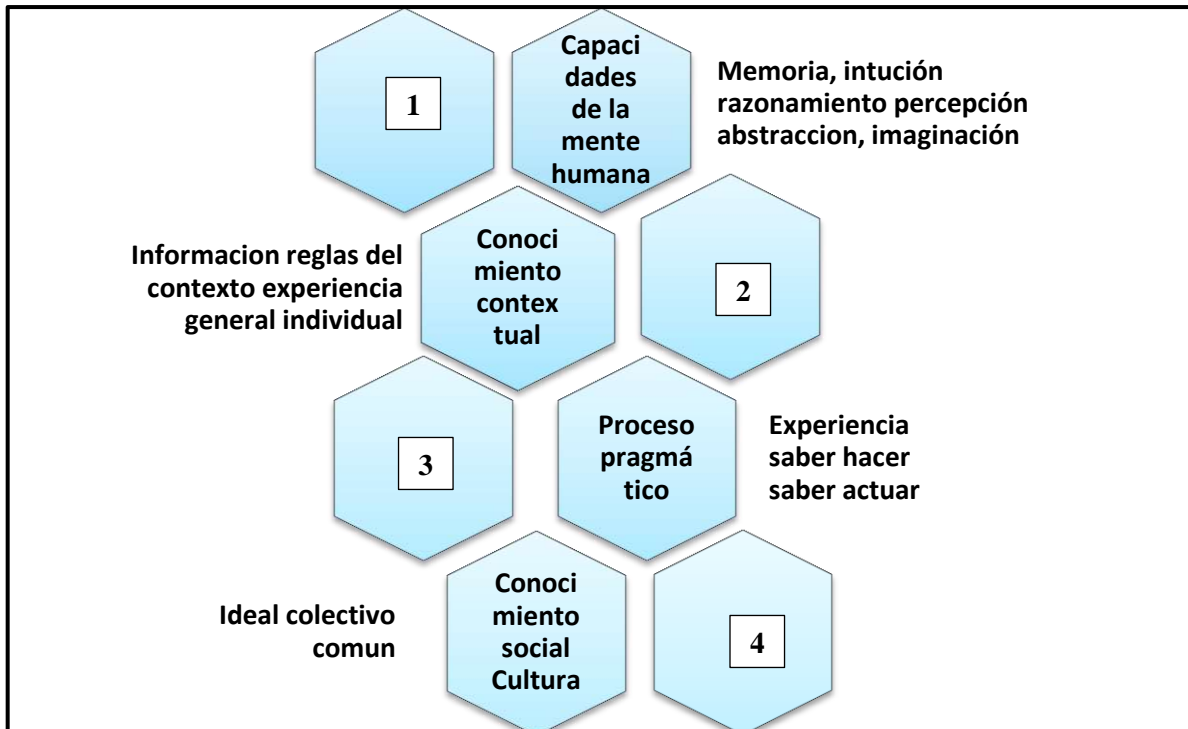 1
Capaci
dades
de la
mente
humana
Memoria, intución
razonamiento percepción
abstraccion, imaginación
Informacion reglas del
contexto experiencia
general individual
Conoci
miento
contex
tual
2
3
Proceso
pragmá
tico
Experiencia
saber hacer
saber actuar
Ideal colectivo
comun
Conoci
miento
social
Cultura
4